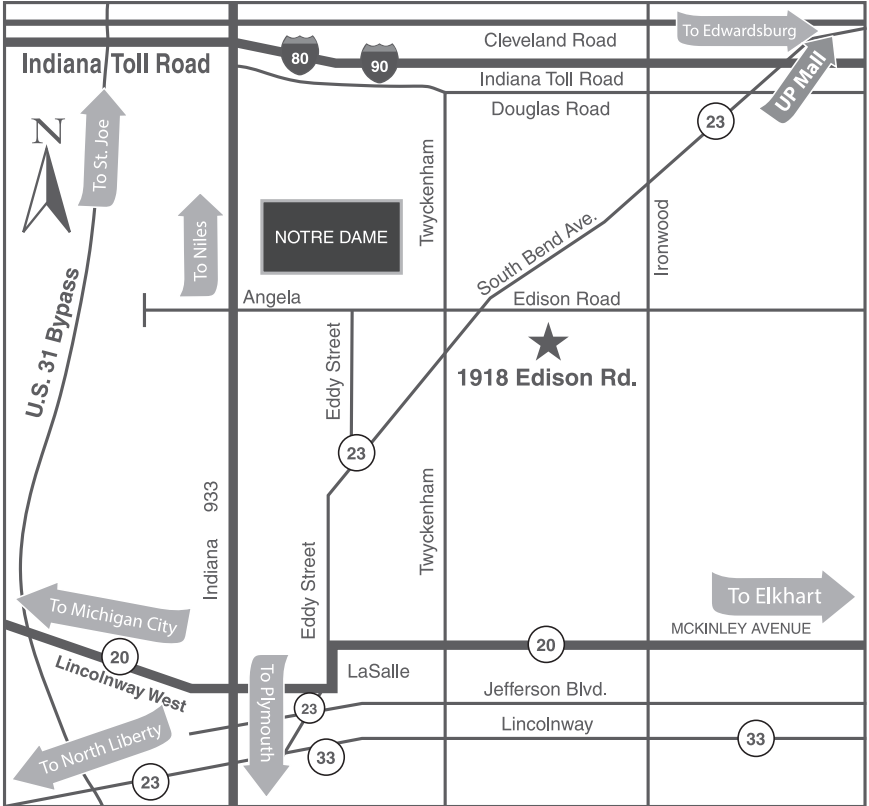 To Edwardsburg
Cleveland Road
Indiana Toll Road
80
90
UP Mall
Indiana Toll Road
Douglas Road
23
N
To St. Joe
To Niles
NOTRE DAME
Twyckenham
South Bend Ave.
Ironwood
Angela
Edison Road
U.S. 31 Bypass
Eddy Street
1918 Edison Rd.
23
Indiana 933
Eddy Street
Twyckenham
To Michigan City
To Elkhart
MCKINLEY AVENUE
20
20
Lincolnway West
LaSalle
To Plymouth
Jefferson Blvd.
23
Lincolnway
To North Liberty
33
33
23